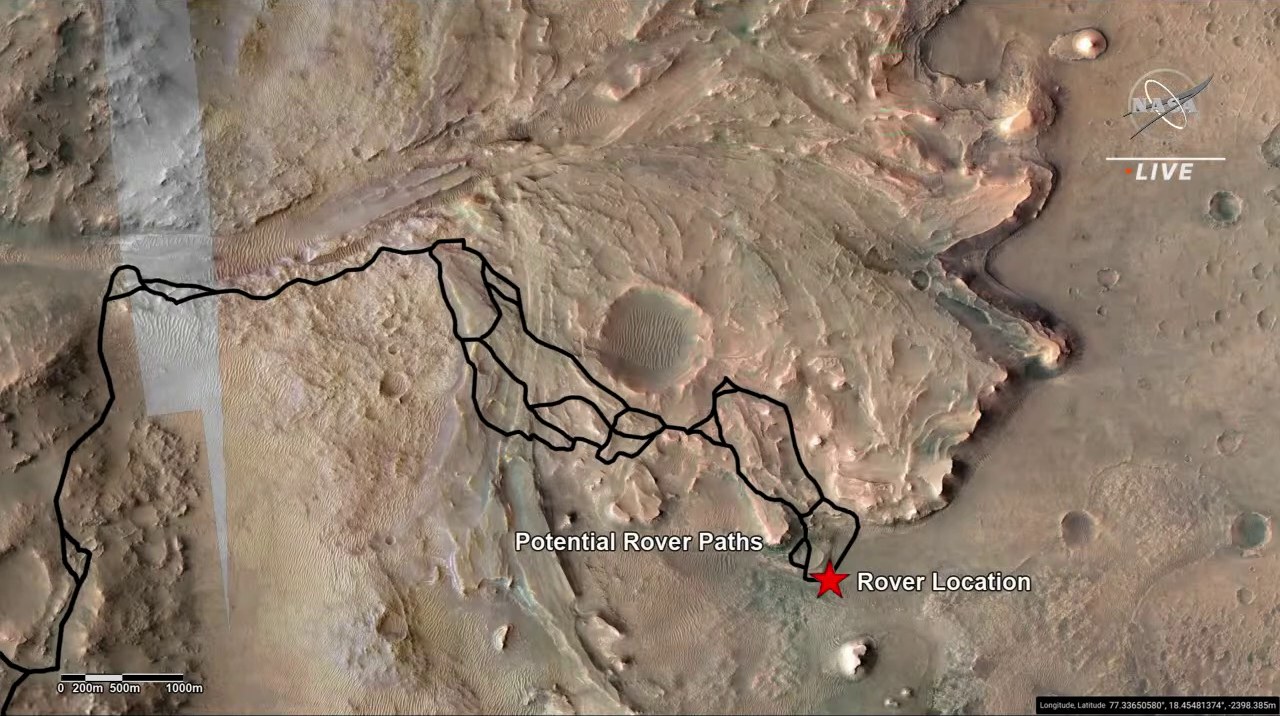 NASA
LIVE
Potential Rover Paths
Rover Location
0 200m 500m 1000m
Longitude, Latitude 77.33650580°, 18.45481374°, -2398.385m